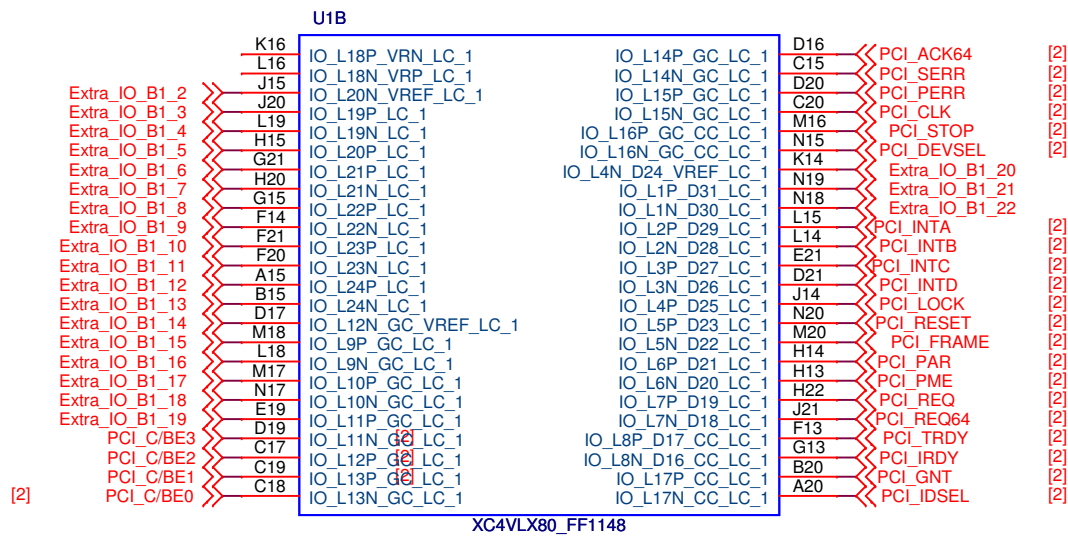 U1B
K16 IO_L18P_VRN_LC_1 IO_L14P_GC_LC_1 D16 PCI_ACK64 [2]
L16 IO_L18N_VRP_LC_1 IO_L14N_GC_LC_1 C15 PCI_SERR [2]
Extra_IO_B1_2 J15 IO_L20N_VREF_LC_1 IO_L15P_GC_LC_1 D20 PCI_PERR [2]
Extra_IO_B1_3 J20 IO_L19P_LC_1 IO_L15N_GC_LC_1 C20 PCI_CLK [2]
Extra_IO_B1_4 L19 IO_L19N_LC_1 IO_L16P_GC_CC_LC_1 M16 PCI_STOP [2]
Extra_IO_B1_5 H15 IO_L20P_LC_1 IO_L16N_GC_CC_LC_1 N15 PCI_DEVSEL [2]
Extra_IO_B1_6 G21 IO_L21P_LC_1 IO_L4N_D24_VREF_LC_1 K14 Extra_IO_B1_20
Extra_IO_B1_7 H20 IO_L21N_LC_1 IO_L1P_D31_LC_1 N19 Extra_IO_B1_21
Extra_IO_B1_8 G15 IO_L22P_LC_1 IO_L1N_D30_LC_1 N18 Extra_IO_B1_22
Extra_IO_B1_9 F14 IO_L22N_LC_1 IO_L2P_D29_LC_1 L15 PCI_INTA [2]
Extra_IO_B1_10 F21 IO_L23P_LC_1 IO_L2N_D28_LC_1 L14 PCI_INTB [2]
Extra_IO_B1_11 F20 IO_L23N_LC_1 IO_L3P_D27_LC_1 E21 PCI_INTC [2]
Extra_IO_B1_12 A15 IO_L24P_LC_1 IO_L3N_D26_LC_1 D21 PCI_INTD [2]
Extra_IO_B1_13 B15 IO_L24N_LC_1 IO_L4P_D25_LC_1 J14 PCI_LOCK [2]
Extra_IO_B1_14 D17 IO_L12N_GC_VREF_LC_1 IO_L5P_D23_LC_1 N20 PCI_RESET [2]
Extra_IO_B1_15 M18 IO_L9P_GC_LC_1 IO_L5N_D22_LC_1 M20 PCI_FRAME [2]
Extra_IO_B1_16 L18 IO_L9N_GC_LC_1 IO_L6P_D21_LC_1 H14 PCI_PAR [2]
Extra_IO_B1_17 M17 IO_L10P_GC_LC_1 IO_L6N_D20_LC_1 H13 PCI_PME [2]
Extra_IO_B1_18 N17 IO_L10N_GC_LC_1 IO_L7P_D19_LC_1 H22 PCI_REQ [2]
Extra_IO_B1_19 E19 IO_L11P_GC_LC_1 IO_L7N_D18_LC_1 J21 PCI_REQ64 [2]
PCI_C/BE3 D19 IO_L11N_GC_LC_1 [2] IO_L8P_D17_CC_LC_1 F13 PCI_TRDY [2]
PCI_C/BE2 C17 IO_L12P_GC_LC_1 [2] IO_L8N_D16_CC_LC_1 G13 PCI_IRDY [2]
PCI_C/BE1 C19 IO_L13P_GC_LC_1 [2] IO_L17P_CC_LC_1 B20 PCI_GNT [2]
[2] PCI_C/BE0 C18 IO_L13N_GC_LC_1 IO_L17N_CC_LC_1 A20 PCI_IDSEL [2]
XC4VLX80_FF1148